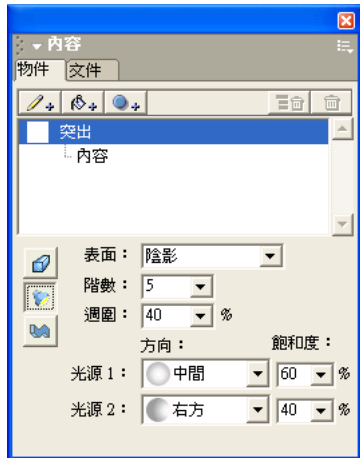 內容
物件 文件
突出
內容
表面： 陰影
階數： 5
週圍： 40 %
方向： 飽和度：
光源 1： 中間 60 %
光源 2： 右方 40 %